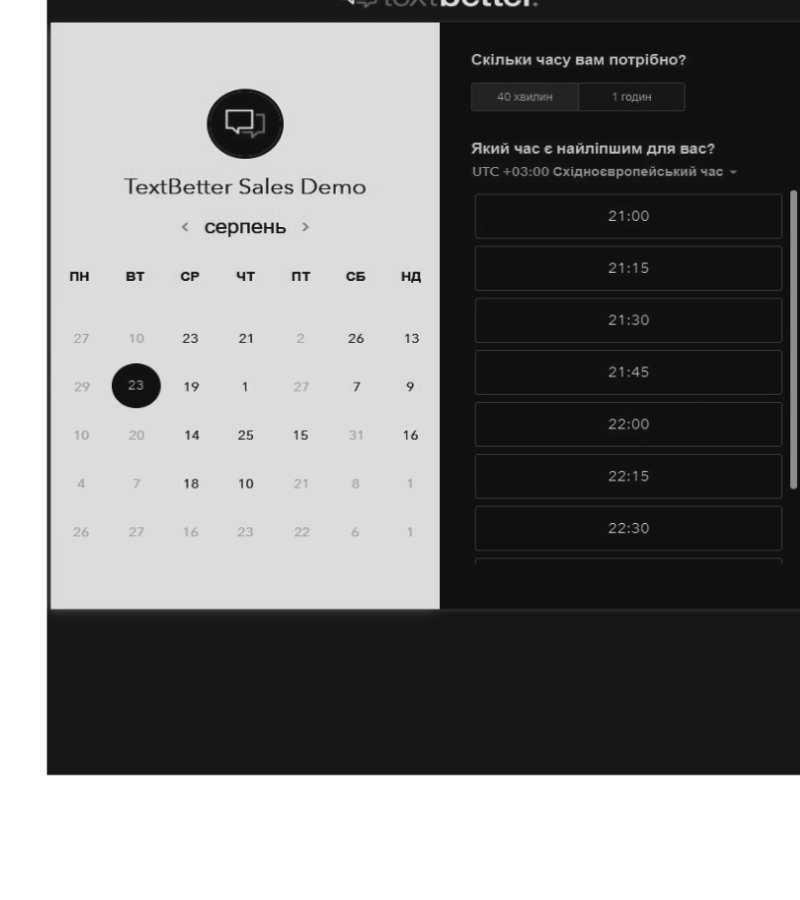 textbetter.
TextBetter Sales Demo
< серпень >
ПН ВТ СР ЧТ ПТ СБ НД
27 10 23 21 2 26 13
29 23 19 1 27 7 9
10 20 14 25 15 31 16
4 7 18 10 21 8 1
26 27 16 23 22 6 1
Скільки часу вам потрібно?
40 хвилин 1 годин
Який час є найліпшим для вас?
UTC +03:00 Східноєвропейський час
21:00
21:15
21:30
21:45
22:00
22:15
22:30